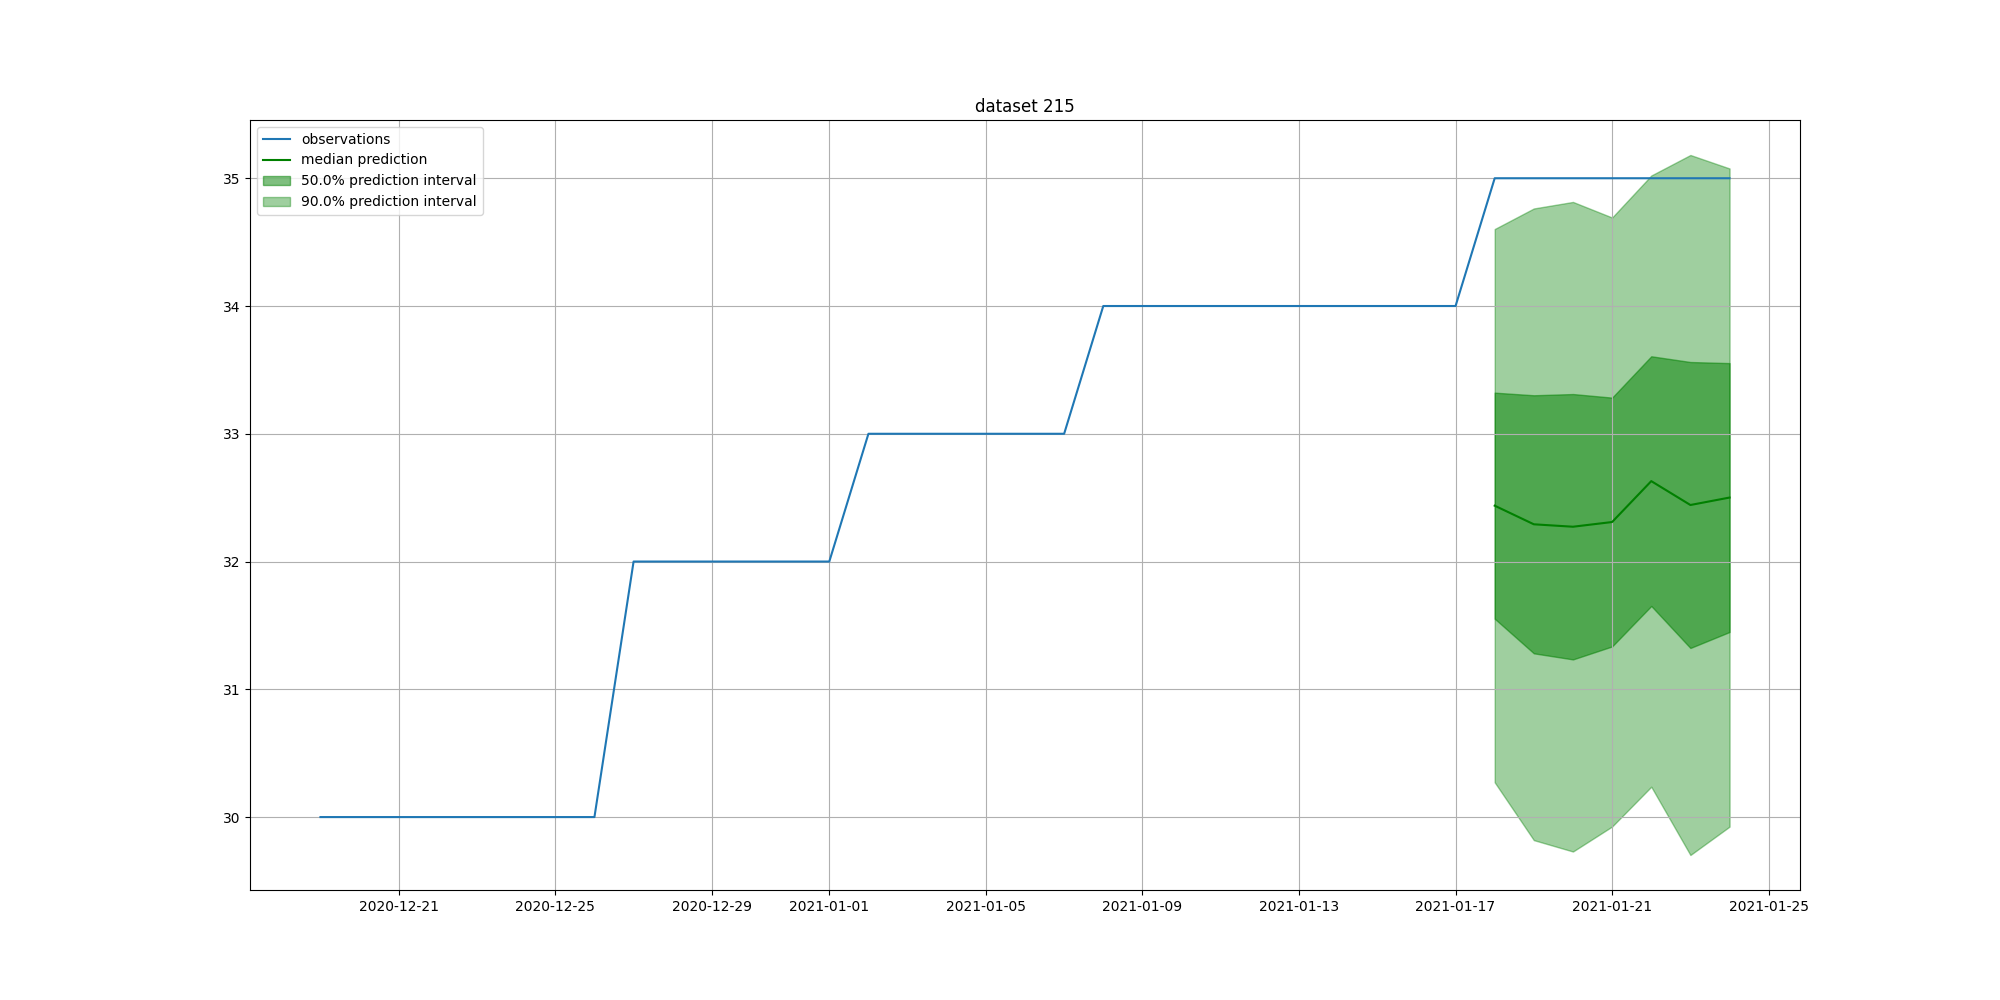 dataset 215
observations
median prediction
50.0% prediction interval
90.0% prediction interval
35
34
33
32
31
30
2020-12-21 2020-12-25 2020-12-29 2021-01-01 2021-01-05 2021-01-09 2021-01-13 2021-01-17 2021-01-21 2021-01-25